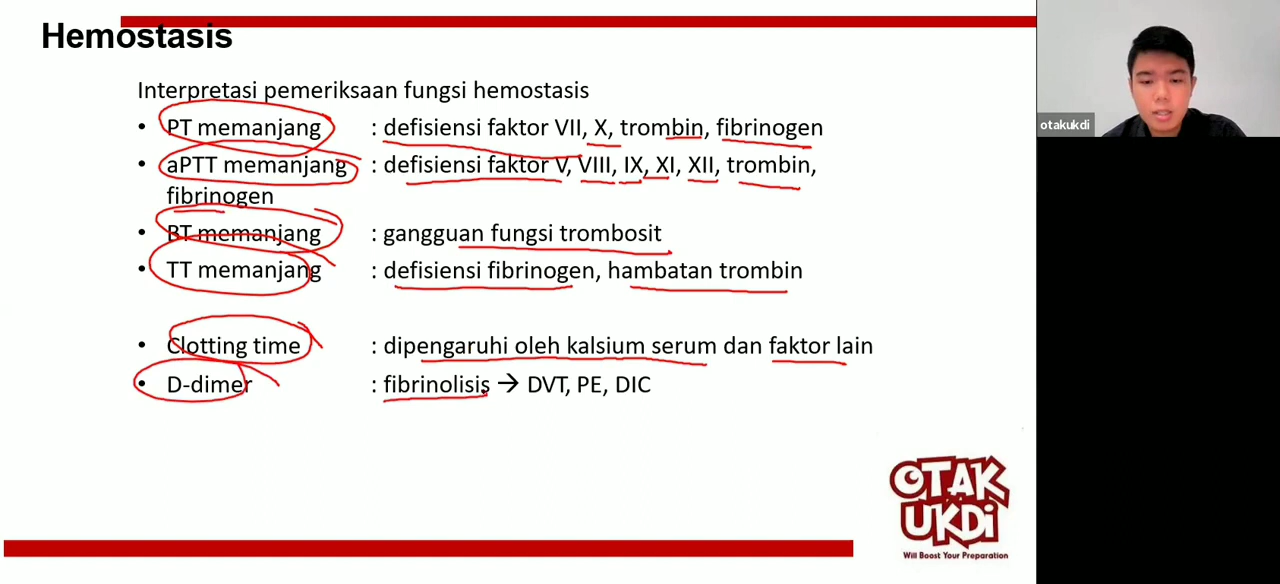 Hemostasis
Interpretasi pemeriksaan fungsi hemostasis
• PT memanjang : defisiensi faktor VII, X, trombin, fibrinogen
• aPTT memanjang : defisiensi faktor V, VIII, IX, XI, XII, trombin,
fibrinogen
• BT memanjang : gangguan fungsi trombosit
• TT memanjang : defisiensi fibrinogen, hambatan trombin
• Clotting time : dipengaruhi oleh kalsium serum dan faktor lain
• D-dimer : fibrinolisis → DVT, PE, DIC
otakukdi
OTAK
UKDi
Will Boost Your Preparation